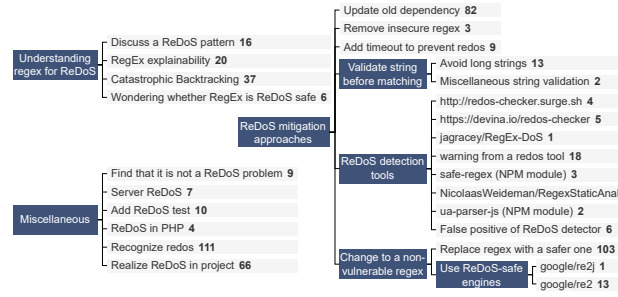 Understanding
regex for ReDoS
Discuss a ReDoS pattern 16
RegEx explainability 20
Catastrophic Backtracking 37
Wondering whether RegEx is ReDoS safe 6
Miscellaneous
Find that it is not a ReDoS problem 9
Server ReDoS 7
Add ReDoS test 10
ReDoS in PHP 4
Recognize redos 111
Realize ReDoS in project 66
ReDoS mitigation
approaches
Update old dependency 82
Remove insecure regex 3
Add timeout to prevent redos 9
Validate string
before matching
Avoid long strings 13
Miscellaneous string validation 2
ReDoS detection
tools
http://redos-checker.surge.sh 4
https://devina.io/redos-checker 5
jagracey/RegEx-DoS 1
warning from a redos tool 18
safe-regex (NPM module) 3
NicolaasWeideman/RegexStaticAnal
ua-parser-js (NPM module) 2
False positive of ReDoS detector 6
Change to a non-
vulnerable regex
Replace regex with a safer one 103
Use ReDoS-safe
engines
google/re2j 1
google/re2 13